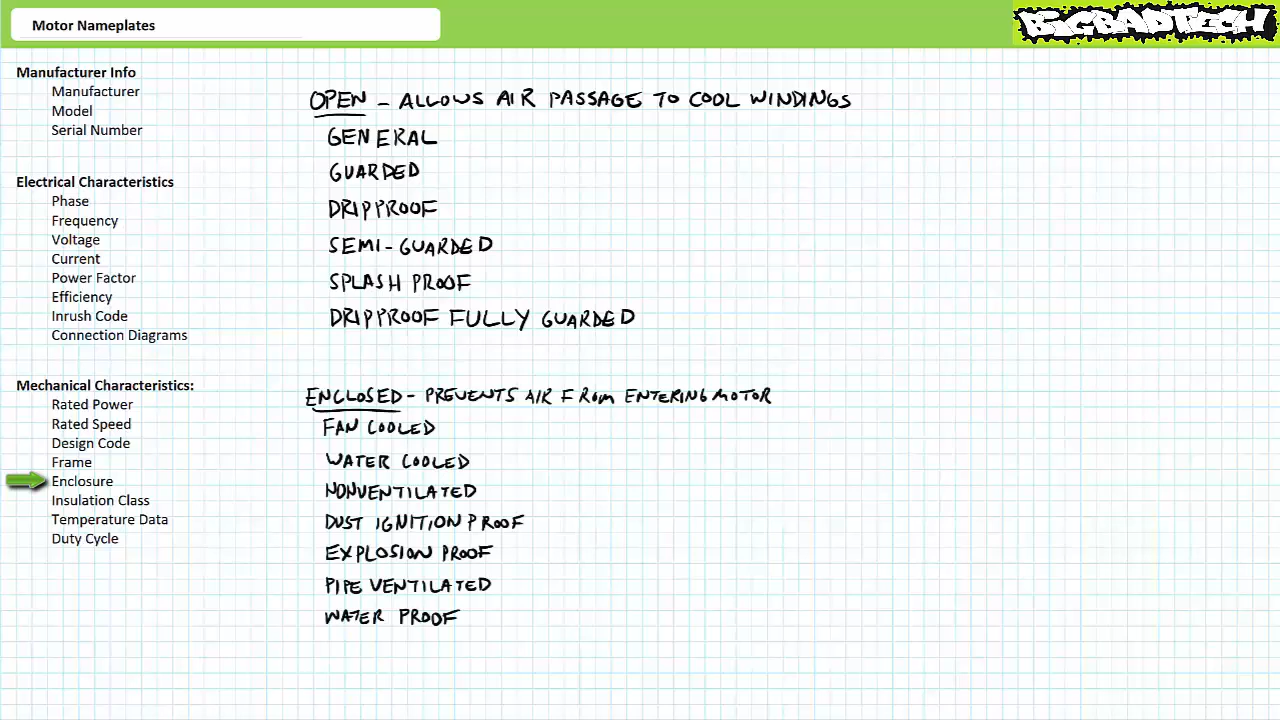 Motor Nameplates
BIGBADTECH
Manufacturer Info
Manufacturer
Model
Serial Number
Electrical Characteristics
Phase
Frequency
Voltage
Current
Power Factor
Efficiency
Inrush Code
Connection Diagrams
Mechanical Characteristics:
Rated Power
Rated Speed
Design Code
Frame
Enclosure
Insulation Class
Temperature Data
Duty Cycle
OPEN - ALLOWS AIR PASSAGE TO COOL WINDINGS
GENERAL
GUARDED
DRIPPROOF
SEMI-GUARDED
SPLASH PROOF
DRIPPROOF FULLY GUARDED
ENCLOSED - PREVENTS AIR FROM ENTERING MOTOR
FAN COOLED
WATER COOLED
NONVENTILATED
DUST IGNITION PROOF
EXPLOSION PROOF
PIPE VENTILATED
WATER PROOF